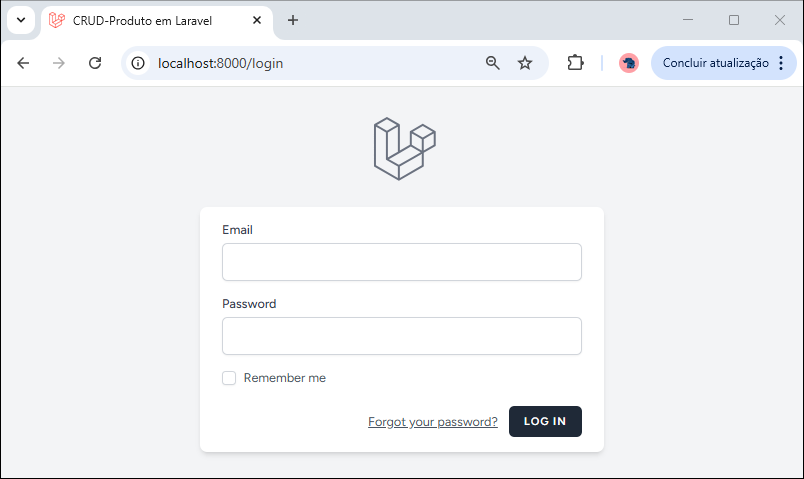 CRUD-Produto em Laravel
localhost:8000/login
Concluir atualização
Email
Password
Remember me
Forgot your password?
LOG IN